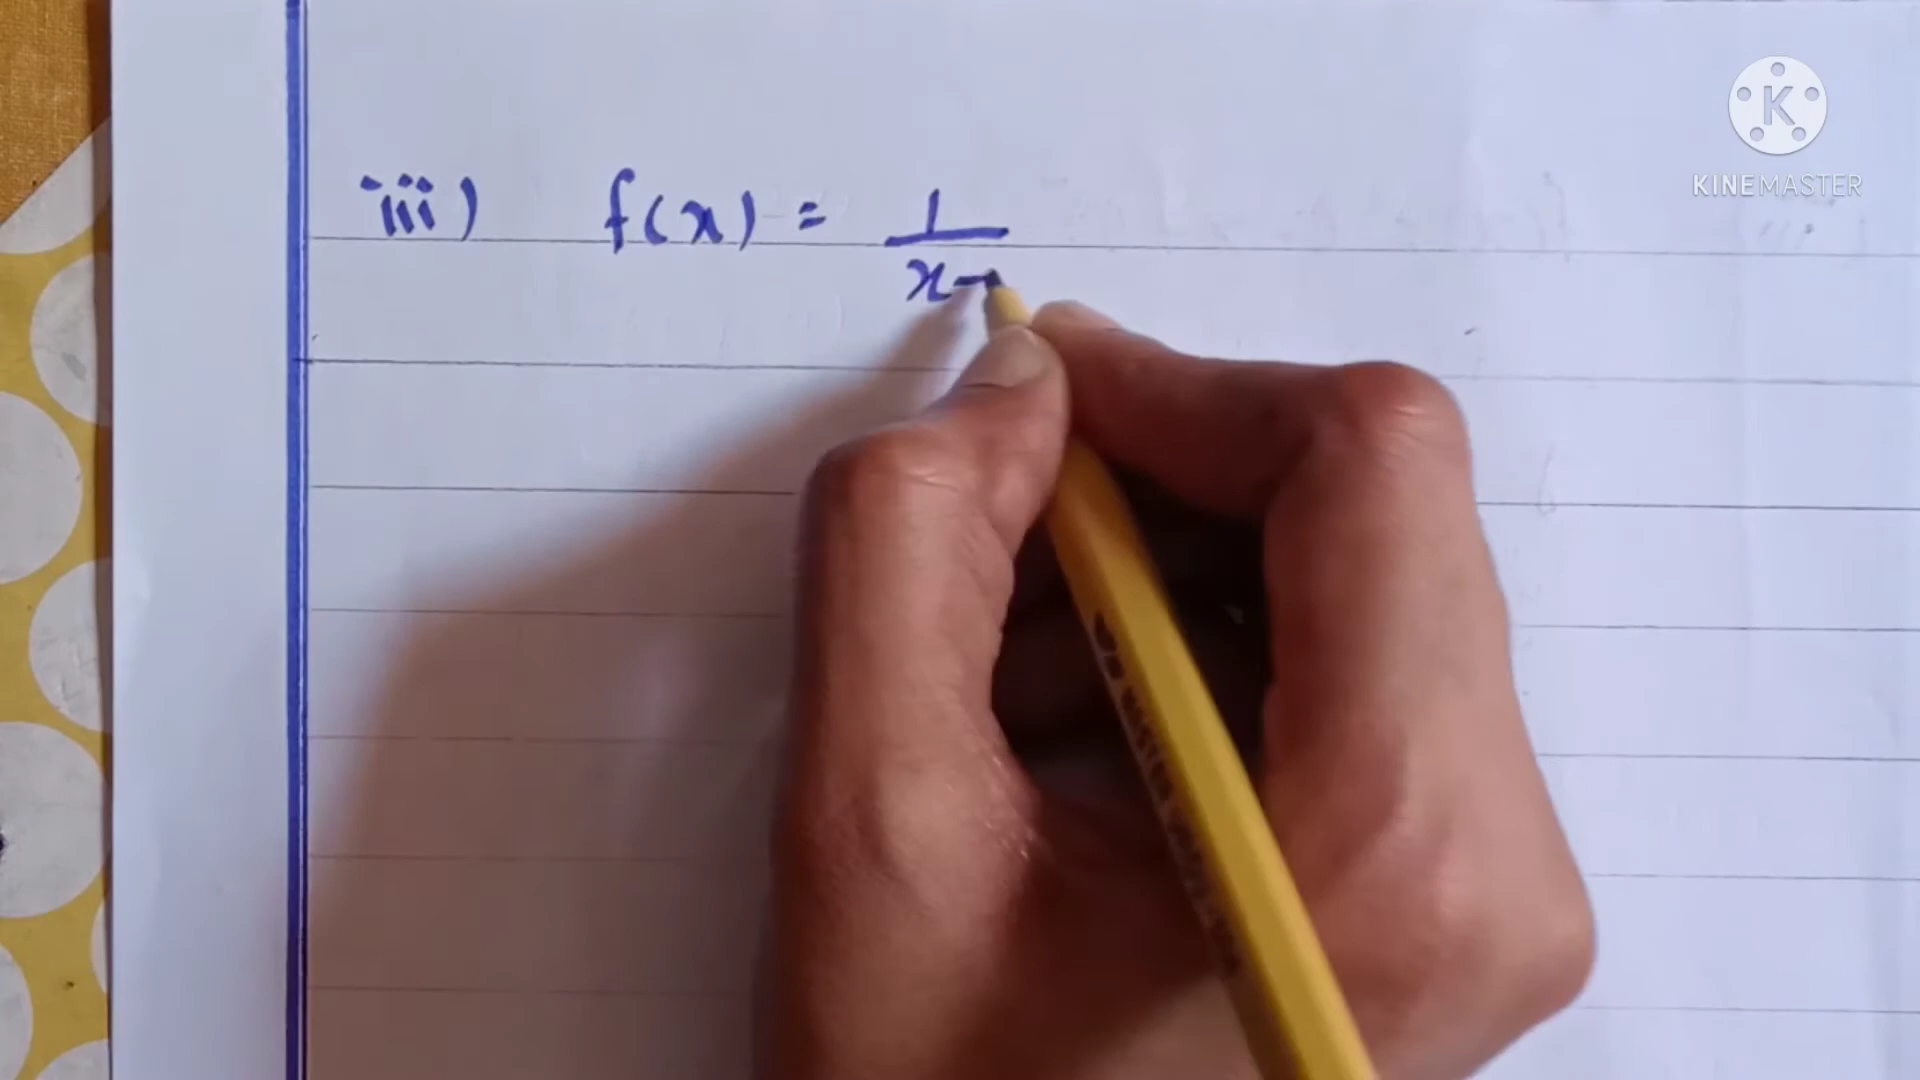 iii) f(x) = 1/x-
K
KINEMASTER